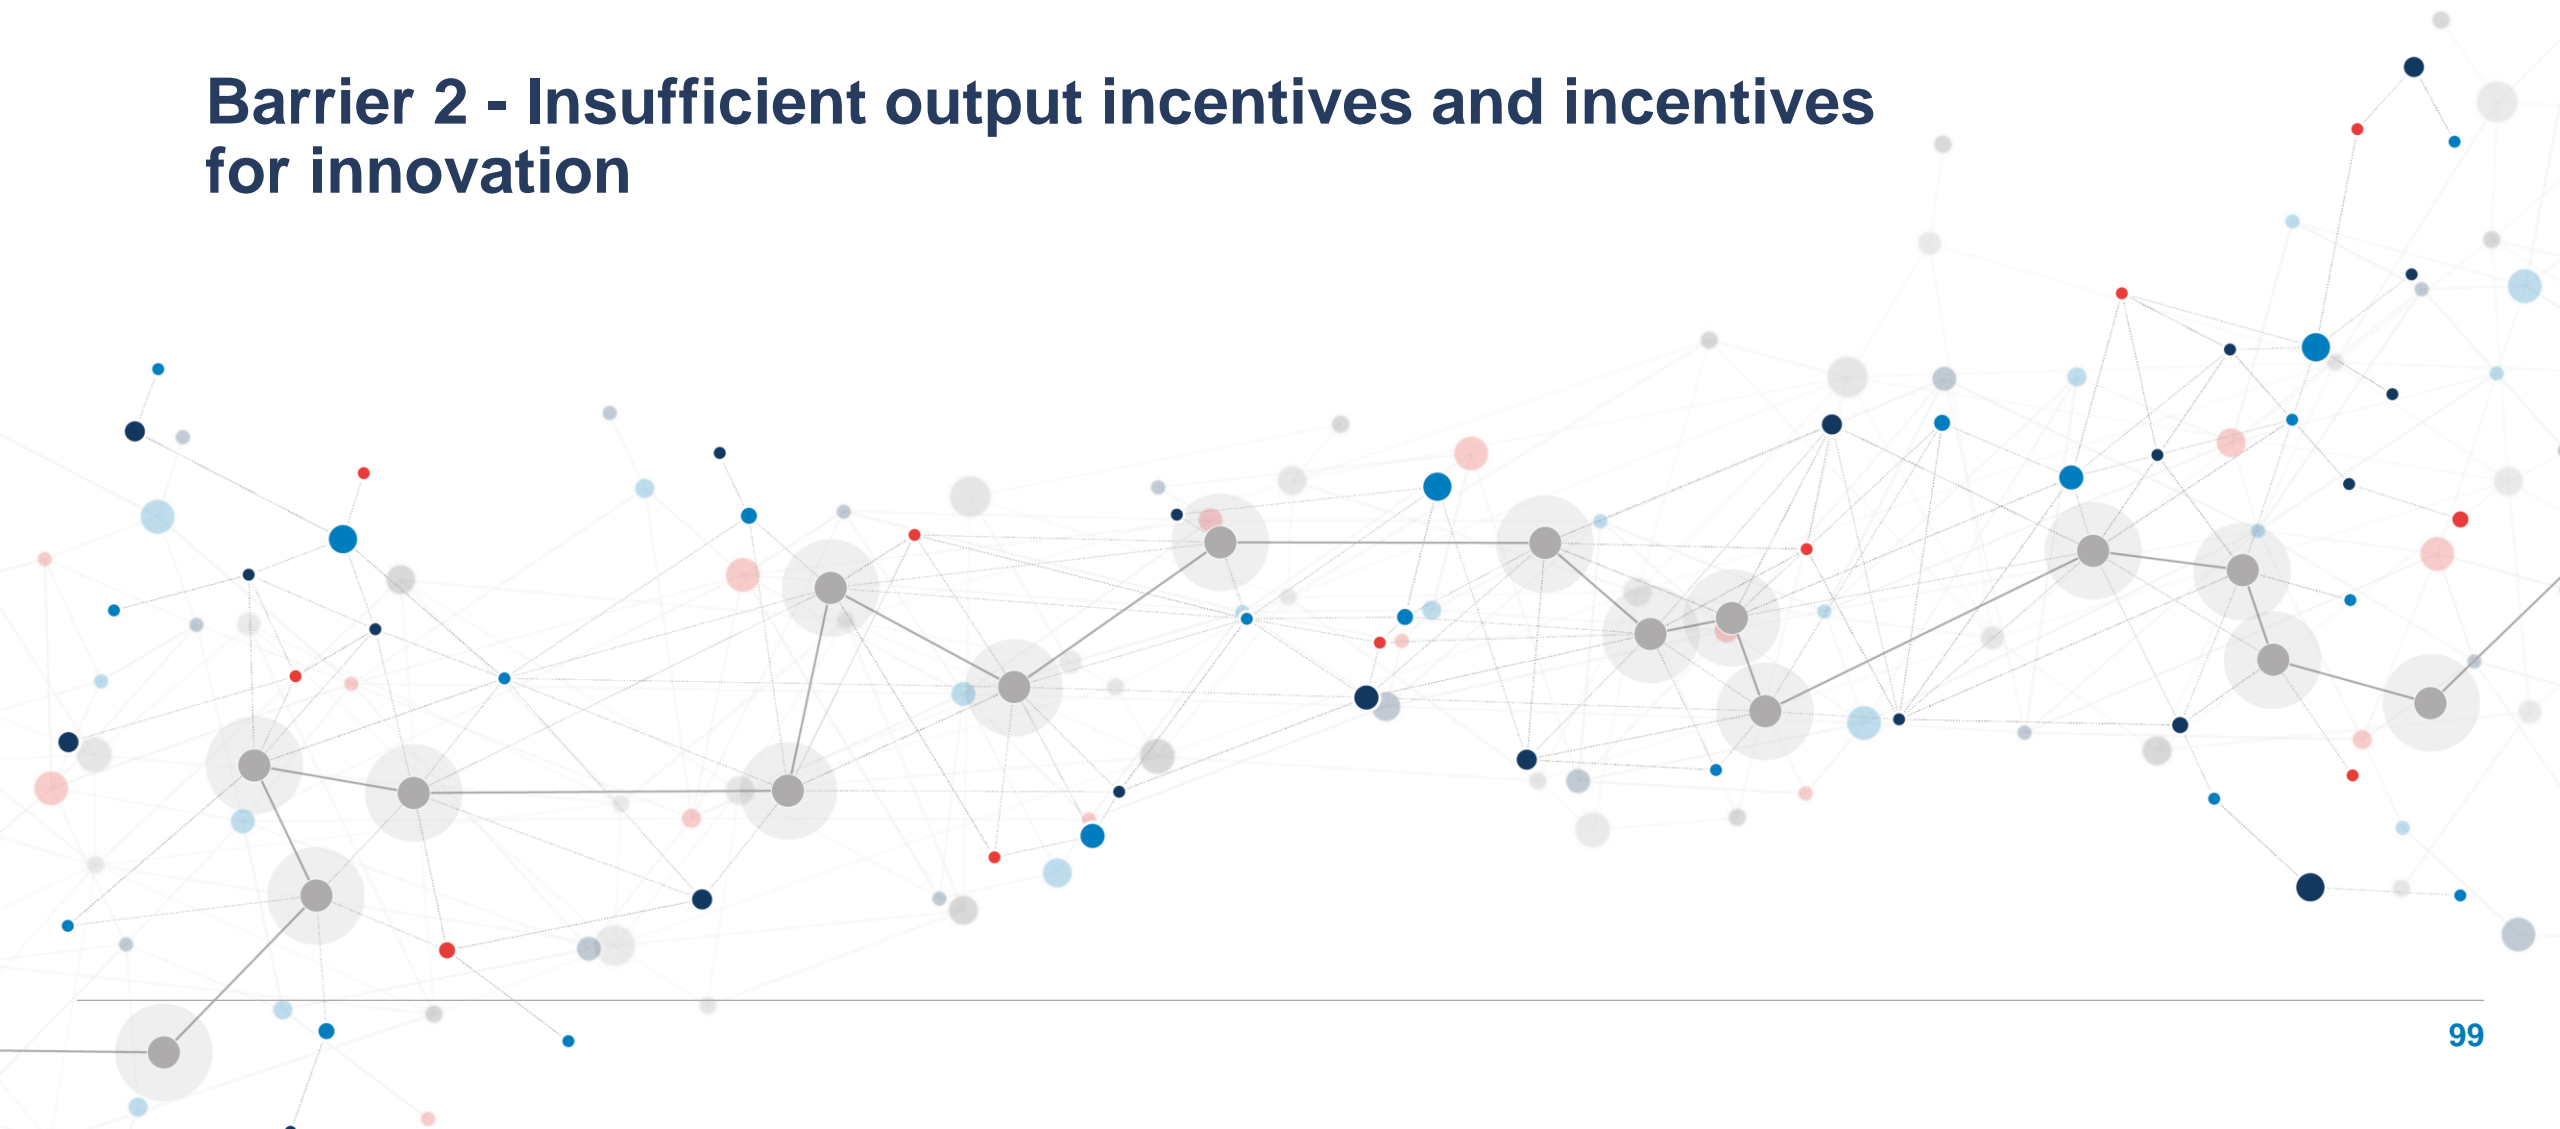 Barrier 2 - Insufficient output incentives and incentives
for innovation
99